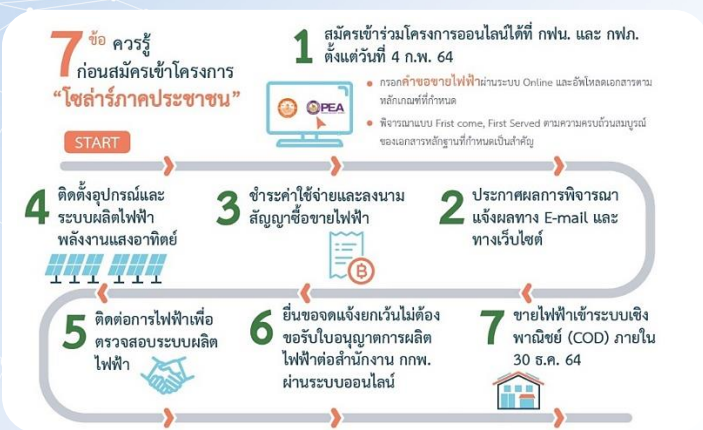 7 ข้อ ควรรู้
ก่อนสมัครเข้าโครงการ
“โซล่าร์ภาคประชาชน”
START
1 สมัครเข้าร่วมโครงการออนไลน์ได้ที่ กฟน. และ กฟภ.
ตั้งแต่วันที่ 4 ก.พ. 64
• กรอกคำขอขายไฟฟ้าผ่านระบบ Online และอัพโหลดเอกสารตาม
หลักเกณฑ์ที่กำหนด
• พิจารณาแบบ Frist come, First Served ตามความครบถ้วนสมบูรณ์
ของเอกสารหลักฐานที่กำหนดเป็นสำคัญ
PEA
2 ประกาศผลการพิจารณา
แจ้งผลทาง E-mail และ
ทางเว็บไซต์
3 ชำระค่าใช้จ่ายและลงนาม
สัญญาซื้อขายไฟฟ้า
฿
4 ติดตั้งอุปกรณ์และ
ระบบผลิตไฟฟ้า
พลังงานแสงอาทิตย์
5 ติดต่อการไฟฟ้าเพื่อ
ตรวจสอบระบบผลิต
ไฟฟ้า
6 ยื่นขอจดแจ้งยกเว้นไม่ต้อง
ขอรับใบอนุญาตการผลิต
ไฟฟ้าต่อสำนักงาน กกพ.
ผ่านระบบออนไลน์
7 ขายไฟฟ้าเข้าระบบเชิง
พาณิชย์ (COD) ภายใน
30 ธ.ค. 64